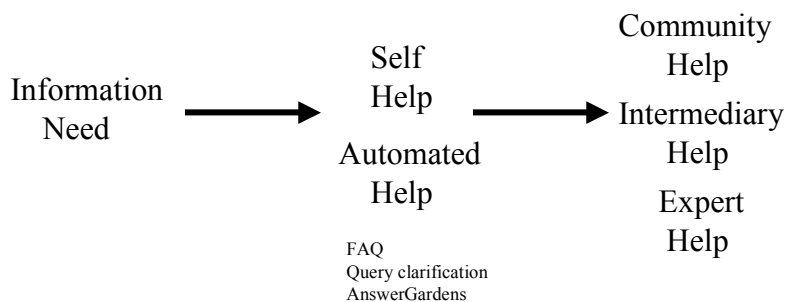 Information
Need
Self
Help
Automated
Help
FAQ
Query clarification
AnswerGardens
Community
Help
Intermediary
Help
Expert
Help